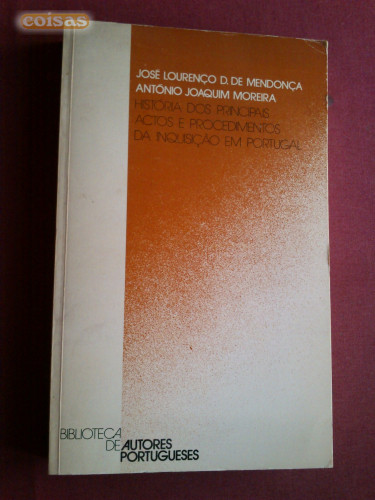 coisas
JOSÉ LOURENÇO D. DE MENDONÇA
ANTÓNIO JOAQUIM MOREIRA
HISTÓRIA DOS PRINCIPAIS
ACTOS E PROCEDIMENTOS
DA INQUISIÇÃO EM PORTUGAL
BIBLIOTECA
DE AUTORES
PORTUGUESES